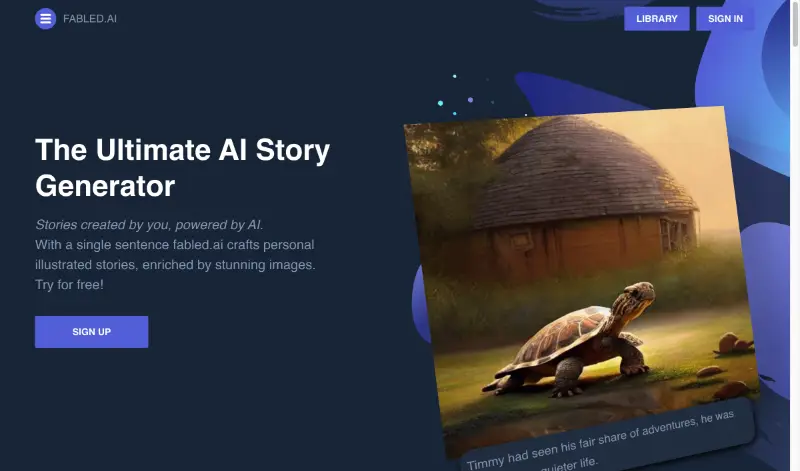 FABLED.AI
LIBRARY
SIGN IN
The Ultimate AI Story
Generator
Stories created by you, powered by AI.
With a single sentence fabled.ai crafts personal
illustrated stories, enriched by stunning images.
Try for free!
SIGN UP
Timmy had seen his fair share of adventures, he was
quieter life.